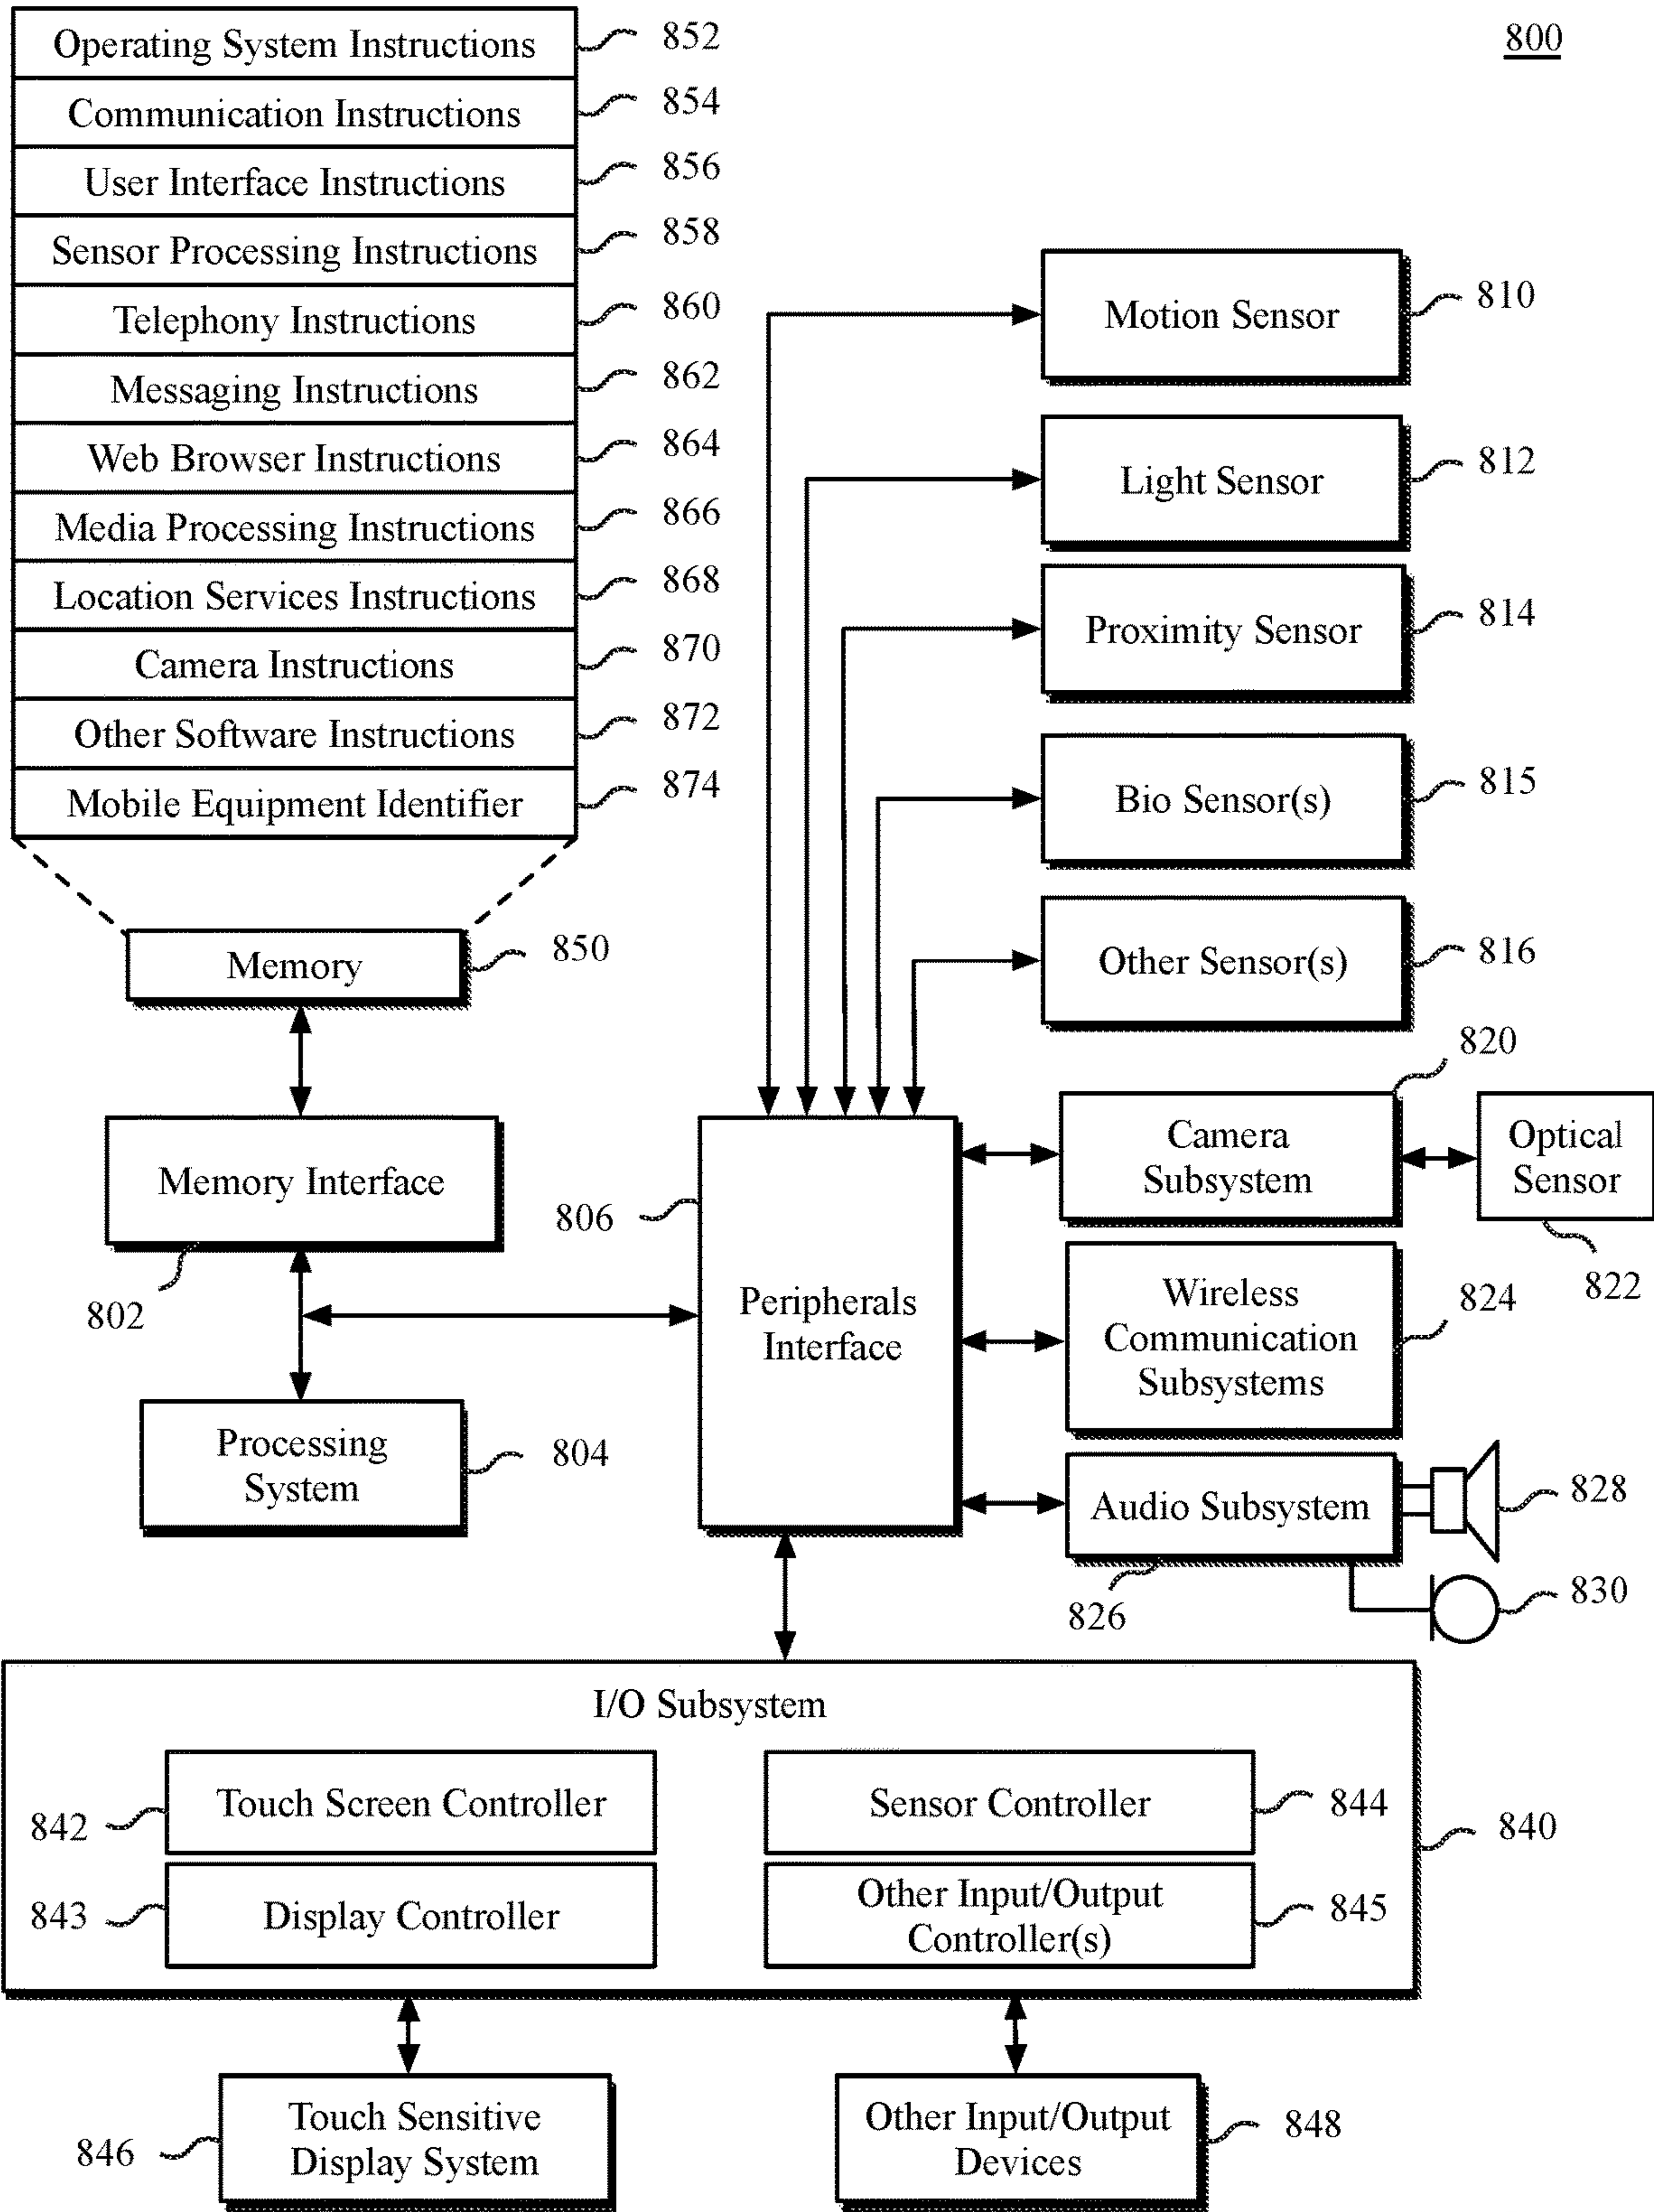 800
Operating System Instructions 852
Communication Instructions 854
User Interface Instructions 856
Sensor Processing Instructions 858
Telephony Instructions 860
Messaging Instructions 862
Web Browser Instructions 864
Media Processing Instructions 866
Location Services Instructions 868
Camera Instructions 870
Other Software Instructions 872
Mobile Equipment Identifier 874
Memory 850
Memory Interface
802
Processing
System
804
Motion Sensor 810
Light Sensor 812
Proximity Sensor 814
Bio Sensor(s) 815
Other Sensor(s) 816
806
Peripherals
Interface
820
Camera
Subsystem
Optical
Sensor
822
Wireless
Communication
Subsystems
824
Audio Subsystem
826
828
830
I/O Subsystem
840
842 Touch Screen Controller
Sensor Controller 844
843 Display Controller
Other Input/Output
Controller(s)
845
846
Touch Sensitive
Display System
Other Input/Output
Devices
848